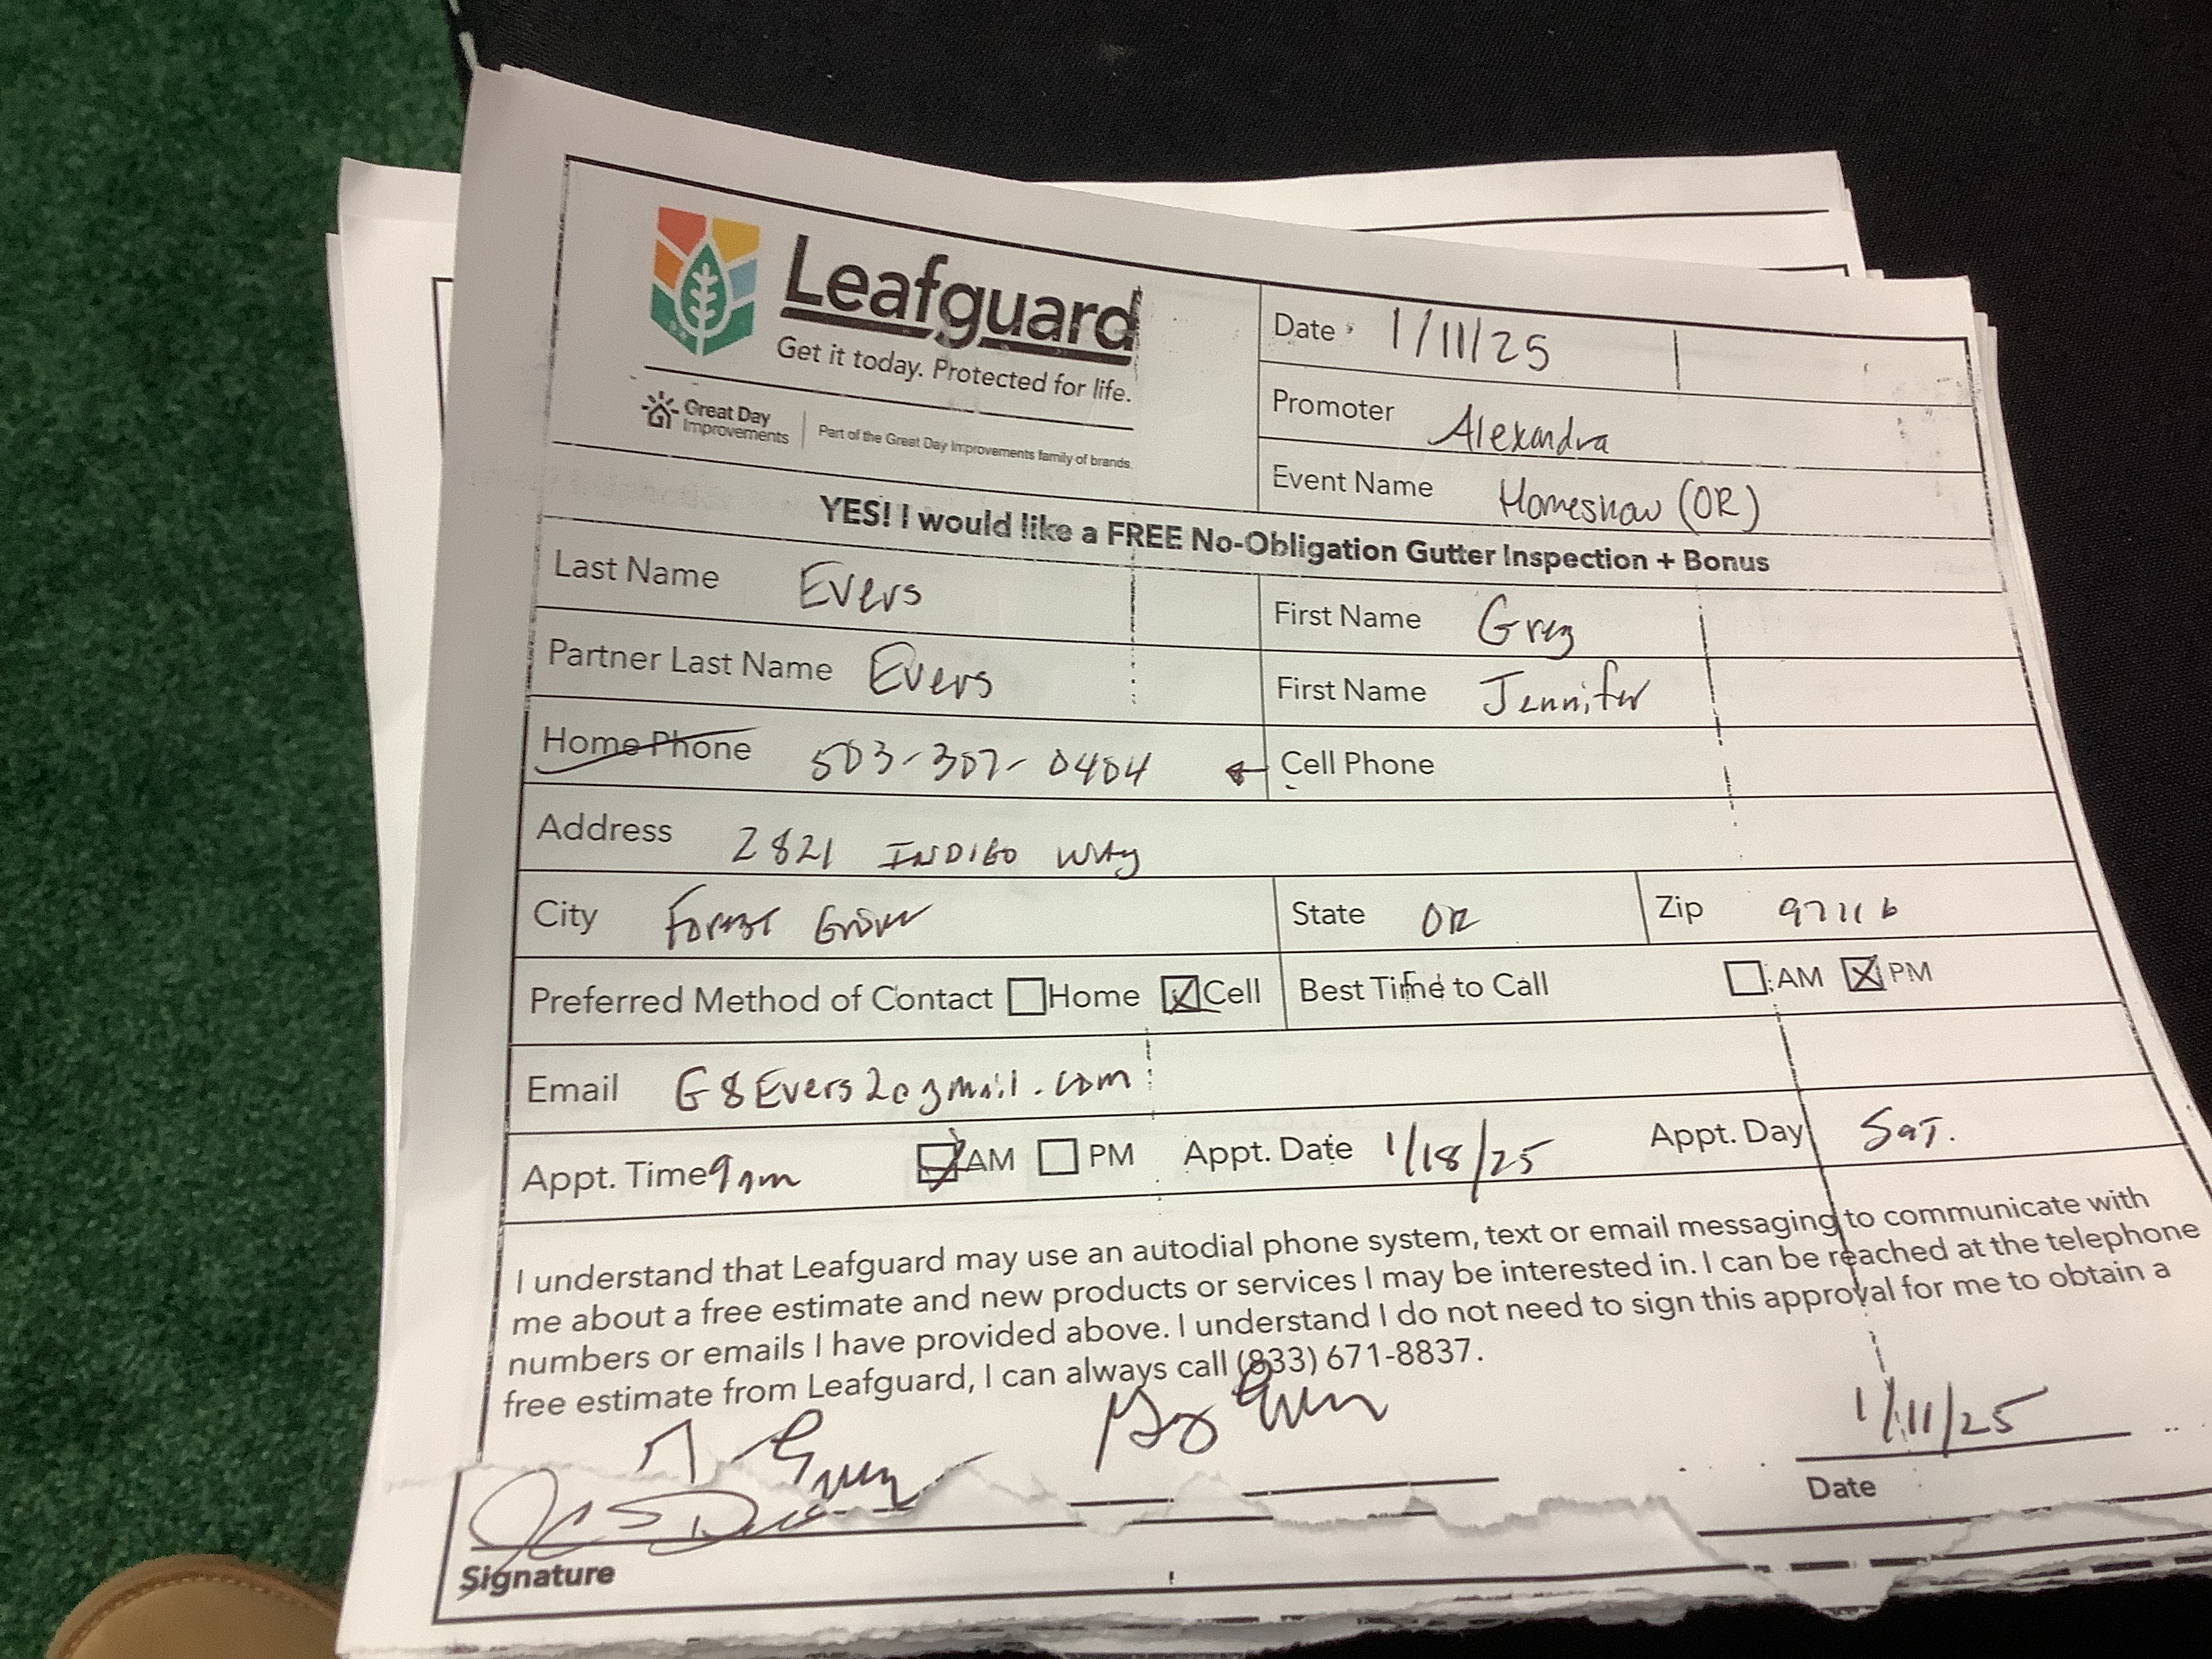 Leafguard
Get it today. Protected for life.
Great Day
Improvements
Part of the Great Day Improvements family of brands.
Date 1/11/25
Promoter Alexandra
Event Name Homeshow (OR)
YES! I would like a FREE No-Obligation Gutter Inspection + Bonus
Last Name Evers
First Name Greg
Partner Last Name Evers
First Name Jennifer
Home Phone 503-307-0404
Cell Phone
Address 2821 INDIGO WAY
City Forest Grove
State OR
Zip 97116
Preferred Method of Contact Home Cell
Best Time to Call AM PM
Email G8Evers2@gmail.com
Appt. Time 9am AM PM Appt. Date 1/18/25 Appt. Day Sat.
I understand that Leafguard may use an autodial phone system, text or email messaging to communicate with
me about a free estimate and new products or services I may be interested in. I can be reached at the telephone
numbers or emails I have provided above. I understand I do not need to sign this approval for me to obtain a
free estimate from Leafguard, I can always call (833) 671-8837.
1/11/25
Date
Signature